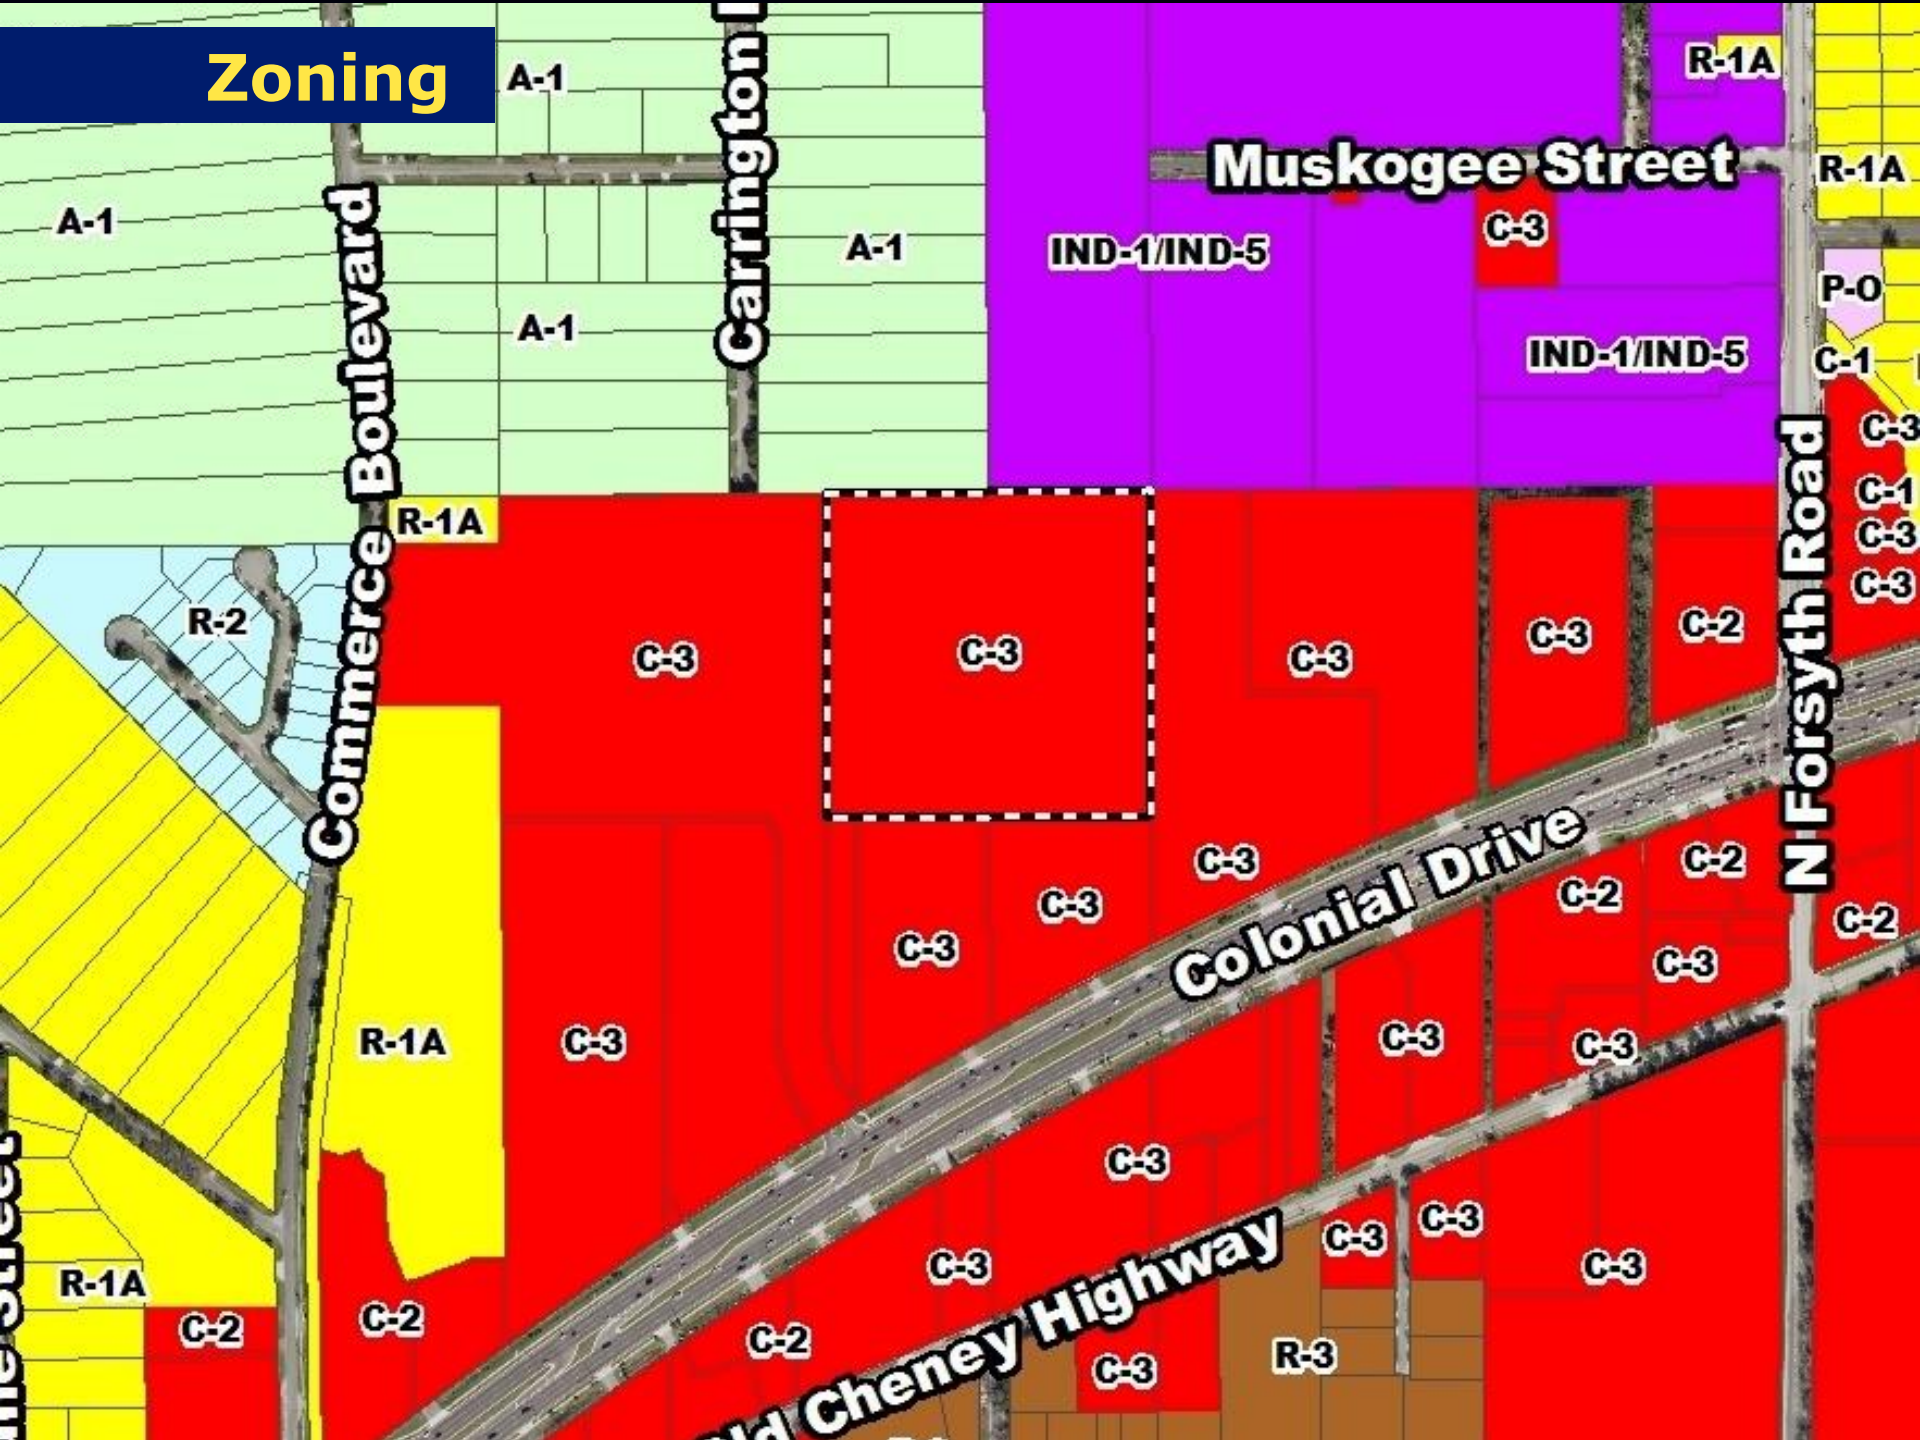 Zoning
A-1
Carrington
R-1A
Muskogee Street
R-1A
A-1
Commerce Boulevard
A-1
IND-1/IND-5
C-3
P-O
A-1
IND-1/IND-5
C-1
C-3
R-1A
C-1
C-3
R-2
C-3
C-3
C-3
C-3
C-2
N Forsyth Road
C-3
C-3
C-3
C-3
Colonial Drive
C-2
C-2
C-2
C-3
R-1A
C-3
C-3
C-3
C-3
C-3
C-3
C-3
C-3
R-1A
C-2
C-2
C-2
Cheney Highway
C-3
R-3
Street